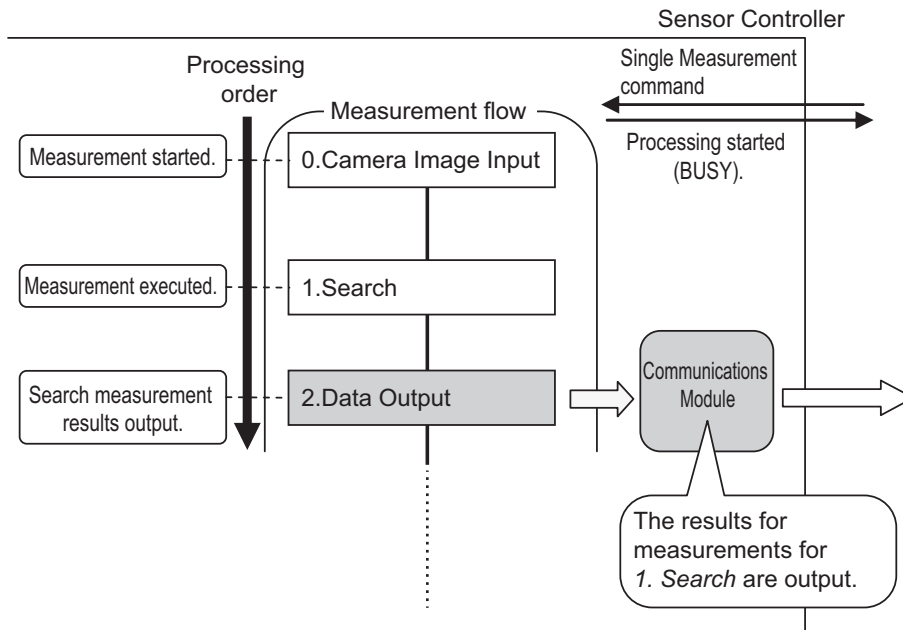 Sensor Controller
Processing
order
Single Measurement
command
Measurement flow
Processing started
(BUSY).
Measurement started.
0.Camera Image Input
Measurement executed.
1.Search
Search measurement
results output.
2.Data Output
Communications
Module
The results for
measurements for
1. Search are output.